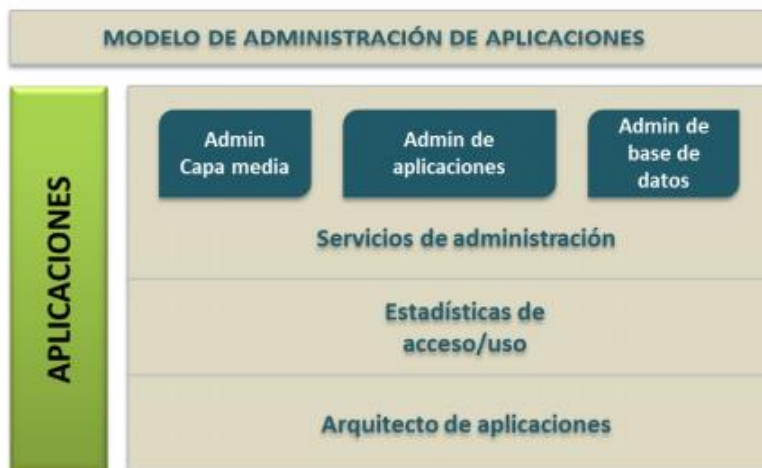 MODELO DE ADMINISTRACIÓN DE APLICACIONES
APLICACIONES
Admin
Capa media
Admin de
aplicaciones
Admin de
base de
datos
Servicios de administración
Estadísticas de
acceso/uso
Arquitecto de aplicaciones